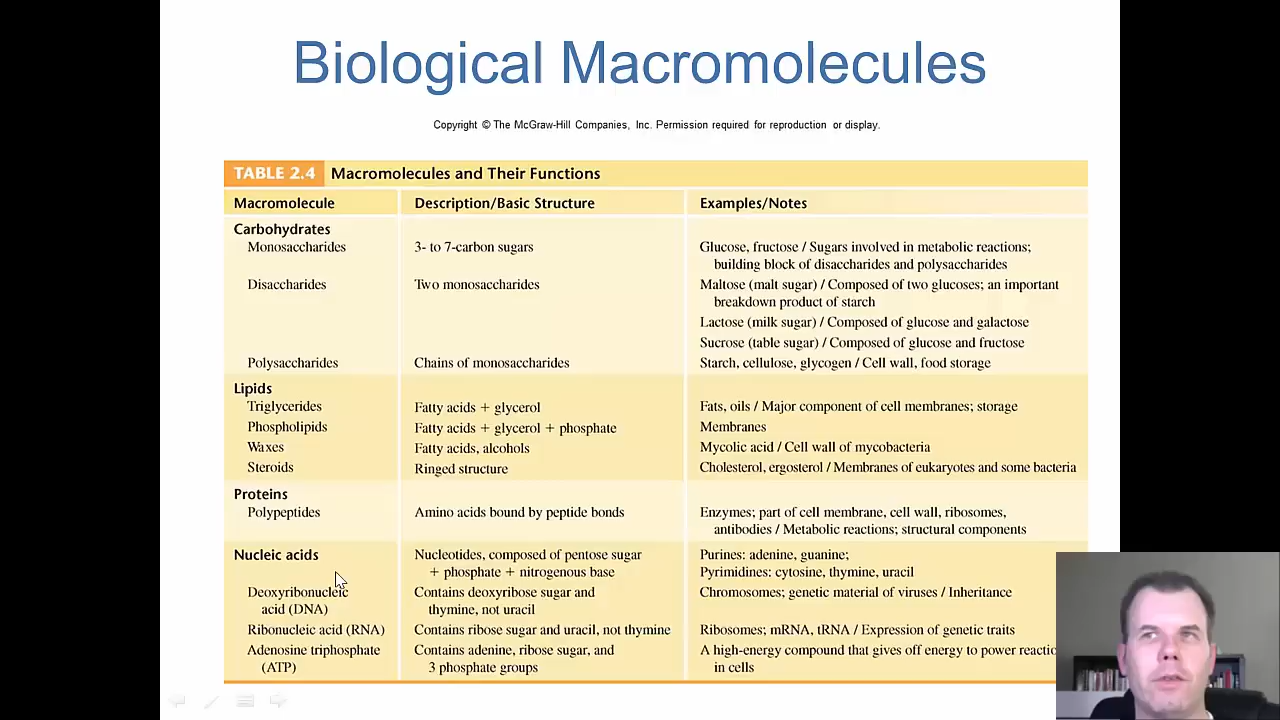 Biological Macromolecules
Copyright © The McGraw-Hill Companies, Inc. Permission required for reproduction or display.
TABLE 2.4 Macromolecules and Their Functions
Macromolecule Description/Basic Structure Examples/Notes
Carbohydrates
Monosaccharides 3- to 7-carbon sugars Glucose, fructose / Sugars involved in metabolic reactions;
building block of disaccharides and polysaccharides
Disaccharides Two monosaccharides Maltose (malt sugar) / Composed of two glucoses; an important
breakdown product of starch
Lactose (milk sugar) / Composed of glucose and galactose
Sucrose (table sugar) / Composed of glucose and fructose
Polysaccharides Chains of monosaccharides Starch, cellulose, glycogen / Cell wall, food storage
Lipids
Triglycerides Fatty acids + glycerol Fats, oils / Major component of cell membranes; storage
Phospholipids Fatty acids + glycerol + phosphate Membranes
Waxes Fatty acids, alcohols Mycolic acid / Cell wall of mycobacteria
Steroids Ringed structure Cholesterol, ergosterol / Membranes of eukaryotes and some bacteria
Proteins
Polypeptides Amino acids bound by peptide bonds Enzymes; part of cell membrane, cell wall, ribosomes,
antibodies / Metabolic reactions; structural components
Nucleic acids Nucleotides, composed of pentose sugar Purines: adenine, guanine;
+ phosphate + nitrogenous base Pyrimidines: cytosine, thymine, uracil
Deoxyribonucleic Contains deoxyribose sugar and Chromosomes; genetic material of viruses / Inheritance
acid (DNA) thymine, not uracil
Ribonucleic acid (RNA) Contains ribose sugar and uracil, not thymine Ribosomes; mRNA, tRNA / Expression of genetic traits
Adenosine triphosphate Contains adenine, ribose sugar, and A high-energy compound that gives off energy to power
(ATP) 3 phosphate groups in cells